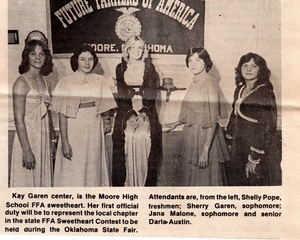 FUTURE FARMERS OF AMERICA
MOORE, OKLAHOMA
Kay Garen center, is the Moore High
School FFA sweetheart. Her first official
duty will be to represent the local chapter
in the state FFA Sweetheart Contest to be
held during the Oklahoma State Fair.
Attendants are, from the left, Shelly Pope,
freshmen; Sherry Garen, sophomore;
Jana Malone, sophomore and senior
Darla Austin.